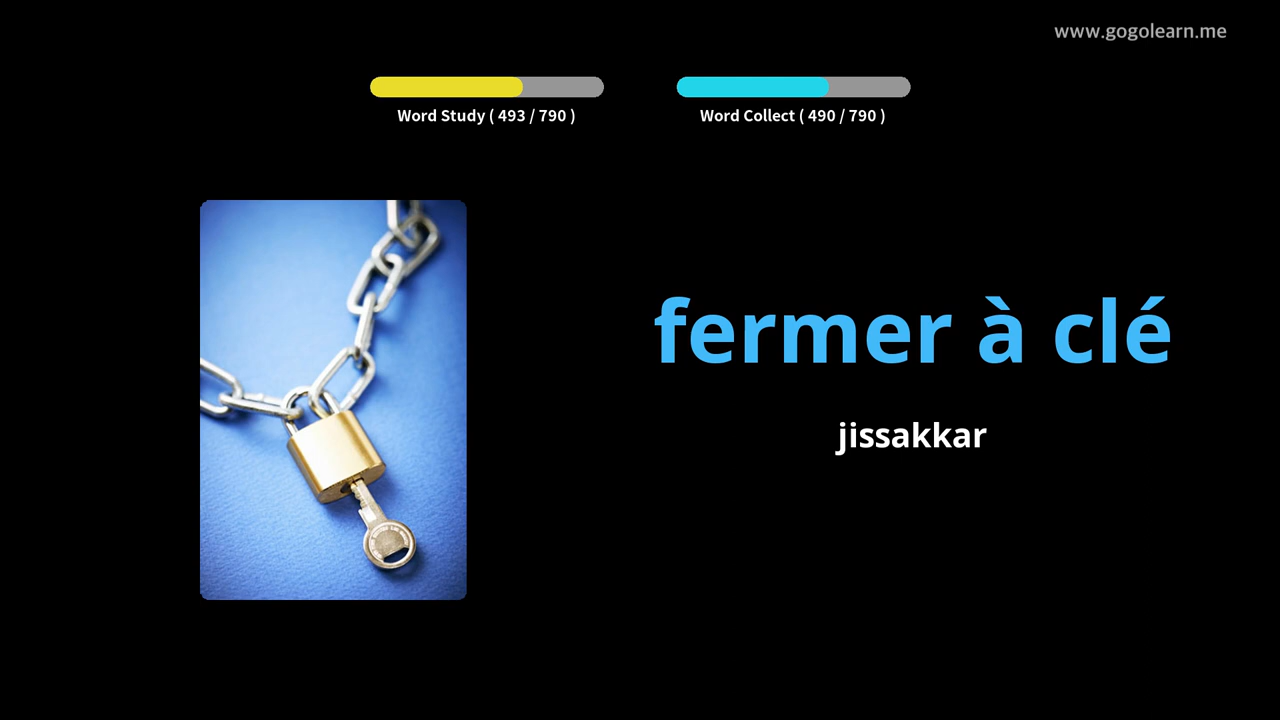 www.gogolearn.me
Word Study ( 493 / 790 )
Word Collect ( 490 / 790 )
fermer à clé
jissakkar